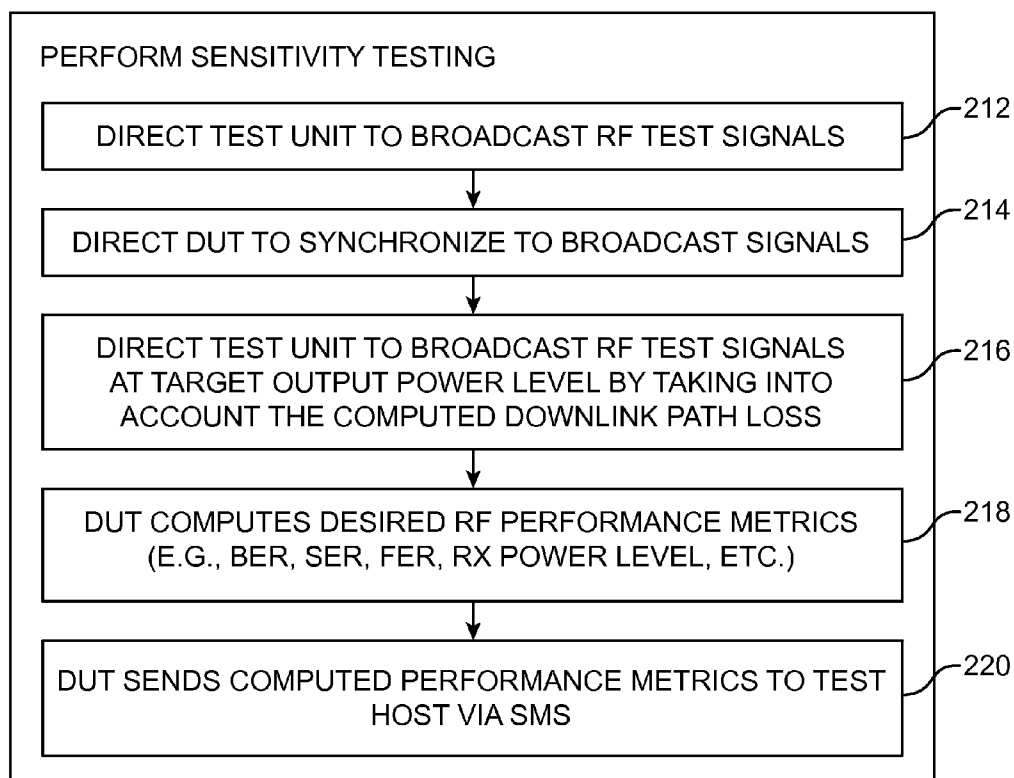 PERFORM SENSITIVITY TESTING
DIRECT TEST UNIT TO BROADCAST RF TEST SIGNALS
212
DIRECT DUT TO SYNCHRONIZE TO BROADCAST SIGNALS
214
DIRECT TEST UNIT TO BROADCAST RF TEST SIGNALS
AT TARGET OUTPUT POWER LEVEL BY TAKING INTO
ACCOUNT THE COMPUTED DOWNLINK PATH LOSS
216
DUT COMPUTES DESIRED RF PERFORMANCE METRICS
(E.G., BER, SER, FER, RX POWER LEVEL, ETC.)
218
DUT SENDS COMPUTED PERFORMANCE METRICS TO TEST
HOST VIA SMS
220